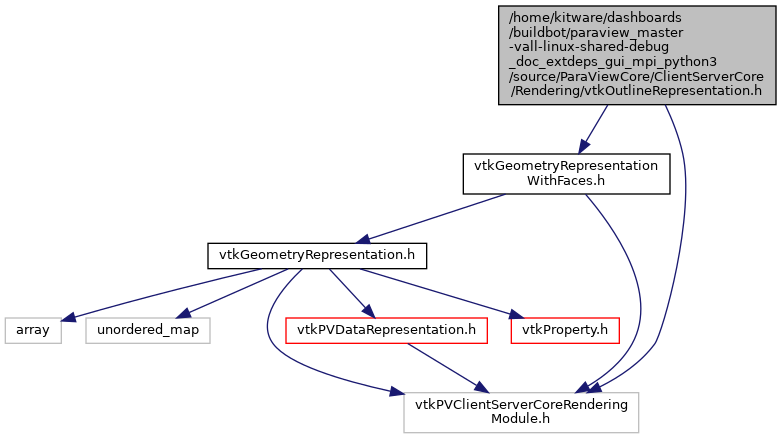 /home/kitware/dashboards
/buildbot/paraview_master
-vall-linux-shared-debug
_doc_extdeps_gui_mpi_python3
/source/ParaViewCore/ClientServerCore
/Rendering/vtkOutlineRepresentation.h
vtkGeometryRepresentation
WithFaces.h
vtkGeometryRepresentation.h
array
unordered_map
vtkPVDataRepresentation.h
vtkProperty.h
vtkPVClientServerCoreRendering
Module.h